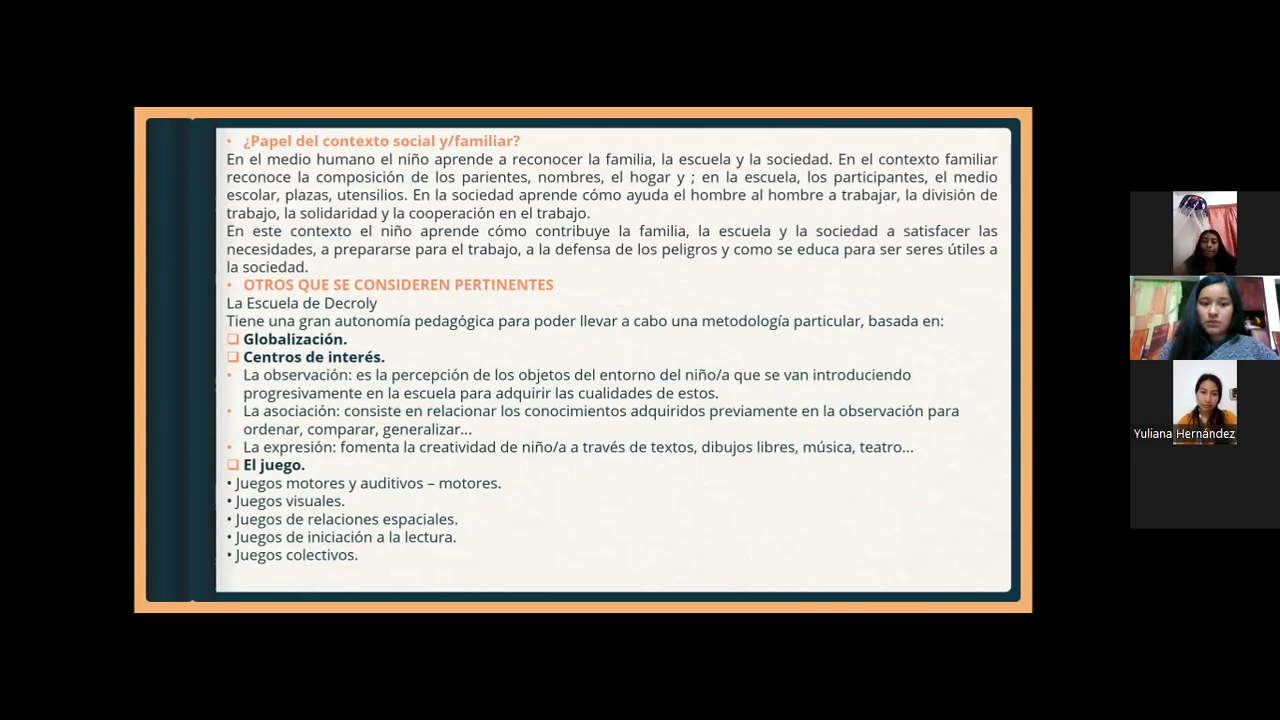 • ¿Papel del contexto social y/familiar?
En el medio humano el niño aprende a reconocer la familia, la escuela y la sociedad. En el contexto familiar
reconoce la composición de los parientes, nombres, el hogar y ; en la escuela, los participantes, el medio
escolar, plazas, utensilios. En la sociedad aprende cómo ayuda el hombre al hombre a trabajar, la división de
trabajo, la solidaridad y la cooperación en el trabajo.
En este contexto el niño aprende cómo contribuye la familia, la escuela y la sociedad a satisfacer las
necesidades, a prepararse para el trabajo, a la defensa de los peligros y como se educa para ser seres útiles a
la sociedad.
• OTROS QUE SE CONSIDEREN PERTINENTES
La Escuela de Decroly
Tiene una gran autonomía pedagógica para poder llevar a cabo una metodología particular, basada en:
❑ Globalización.
❑ Centros de interés.
• La observación: es la percepción de los objetos del entorno del niño/a que se van introduciendo
progresivamente en la escuela para adquirir las cualidades de estos.
• La asociación: consiste en relacionar los conocimientos adquiridos previamente en la observación para
ordenar, comparar, generalizar...
• La expresión: fomenta la creatividad de niño/a a través de textos, dibujos libres, música, teatro...
❑ El juego.
• Juegos motores y auditivos – motores.
• Juegos visuales.
• Juegos de relaciones espaciales.
• Juegos de iniciación a la lectura.
• Juegos colectivos.
Yuliana Hernández